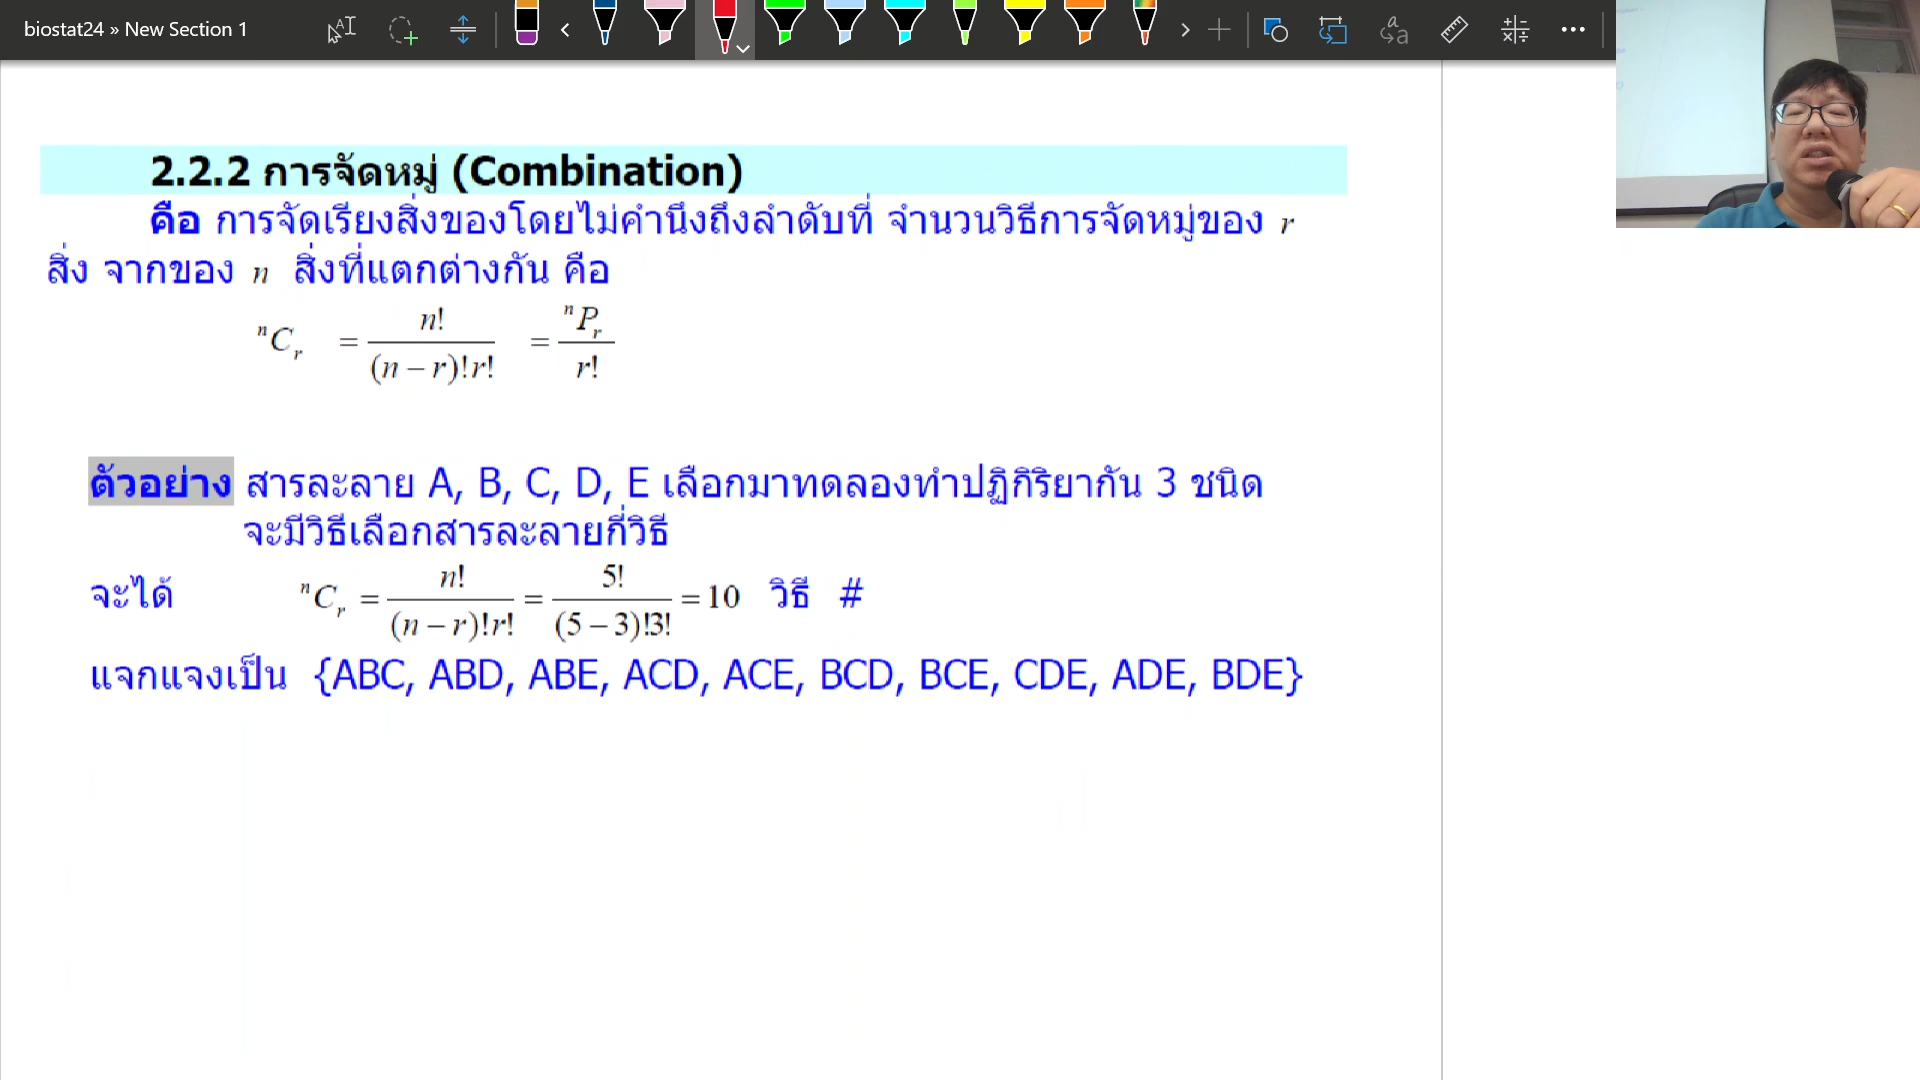 biostat24 » New Section 1
2.2.2 การจัดหมู่ (Combination)
คือ การจัดเรียงสิ่งของโดยไม่คำนึงถึงลำดับที่ จำนวนวิธีการจัดหมู่ของ r
สิ่ง จากของ n สิ่งที่แตกต่างกัน คือ
ⁿCᵣ = n! / (n − r)!r! = ⁿPᵣ / r!
ตัวอย่าง สารละลาย A, B, C, D, E เลือกมาทดลองทำปฏิกิริยากัน 3 ชนิด
จะมีวิธีเลือกสารละลายกี่วิธี
จะได้ ⁿCᵣ = n! / (n − r)!r! = 5! / (5 − 3)!3! = 10 วิธี #
แจกแจงเป็น {ABC, ABD, ABE, ACD, ACE, BCD, BCE, CDE, ADE, BDE}